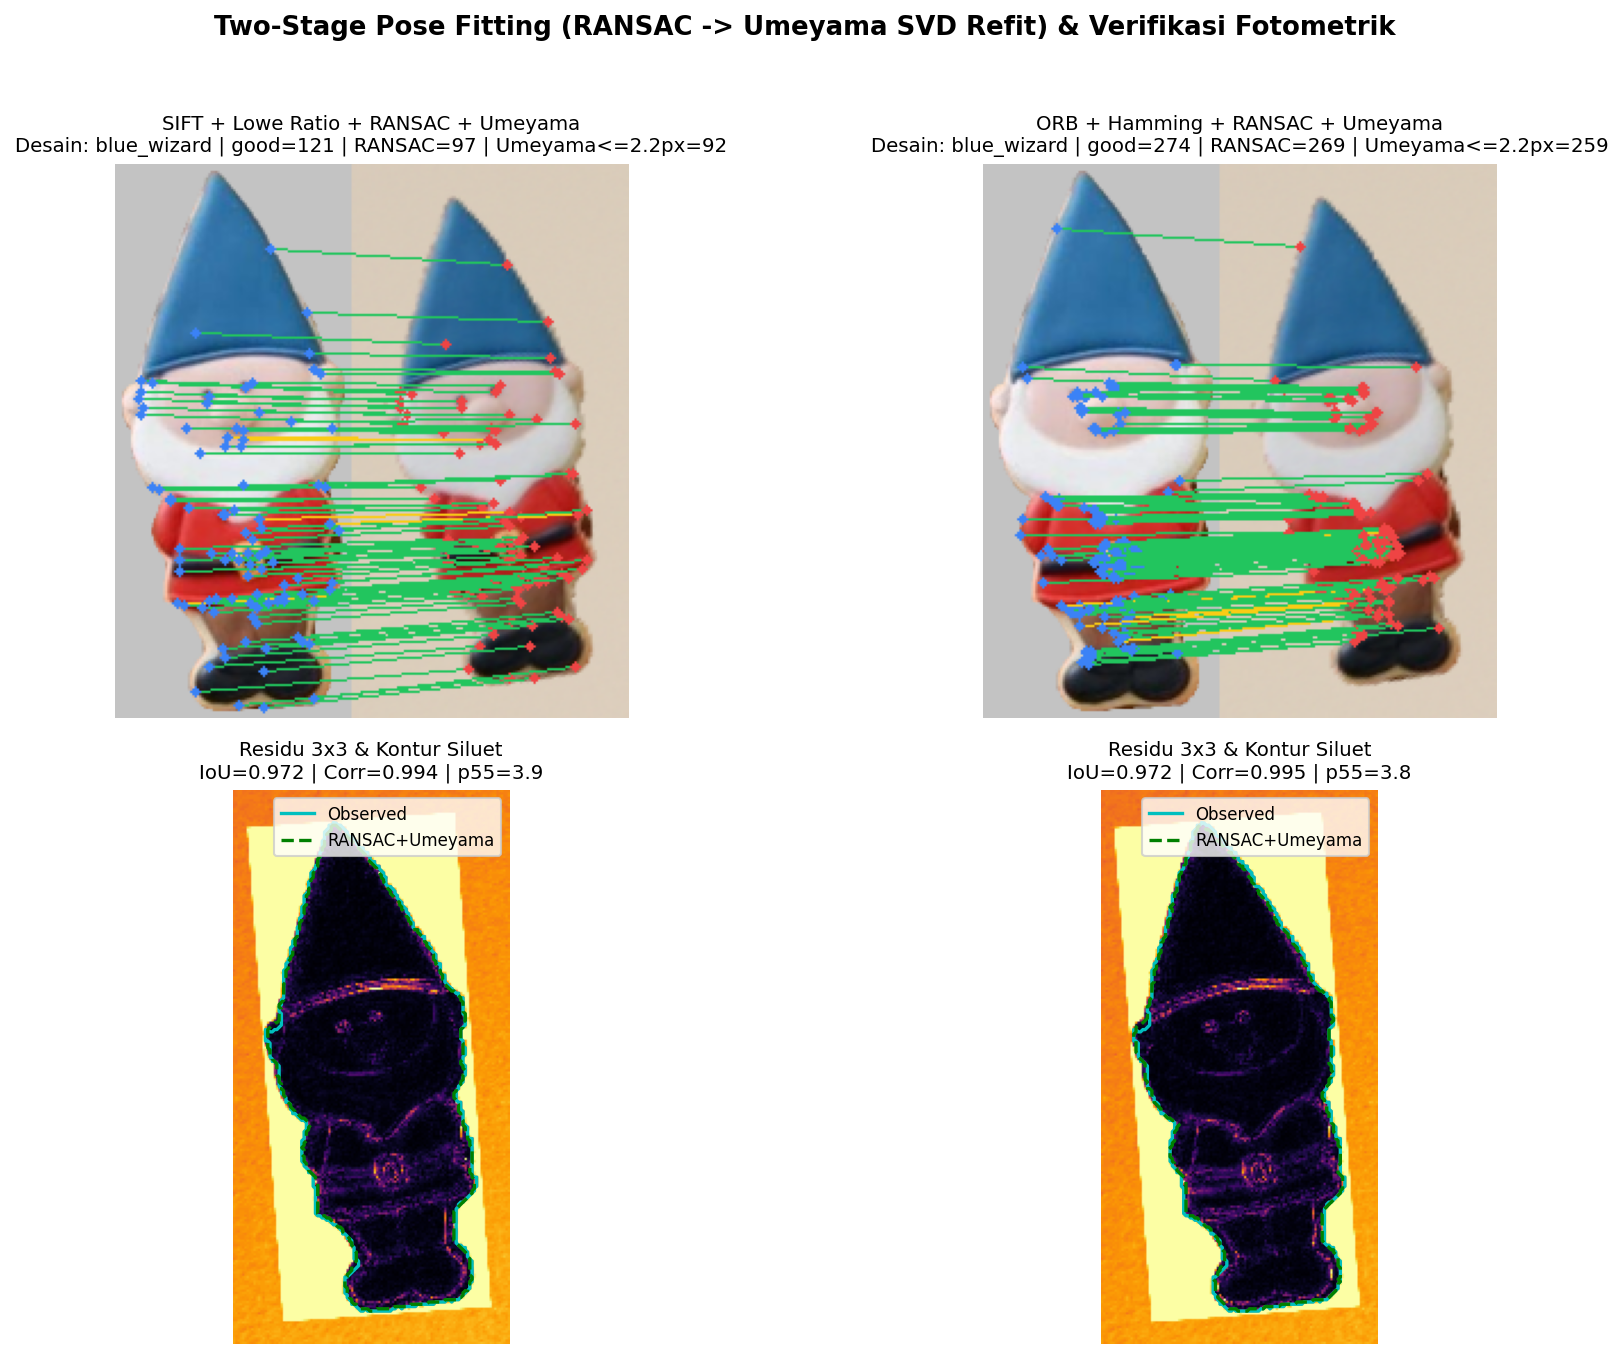 Two-Stage Pose Fitting (RANSAC -> Umeyama SVD Refit) & Verifikasi Fotometrik
SIFT + Lowe Ratio + RANSAC + Umeyama
Desain: blue_wizard | good=121 | RANSAC=97 | Umeyama<=2.2px=92
ORB + Hamming + RANSAC + Umeyama
Desain: blue_wizard | good=274 | RANSAC=269 | Umeyama<=2.2px=259
Residu 3x3 & Kontur Siluet
IoU=0.972 | Corr=0.994 | p55=3.9
Observed
RANSAC+Umeyama
Residu 3x3 & Kontur Siluet
IoU=0.972 | Corr=0.995 | p55=3.8
Observed
RANSAC+Umeyama